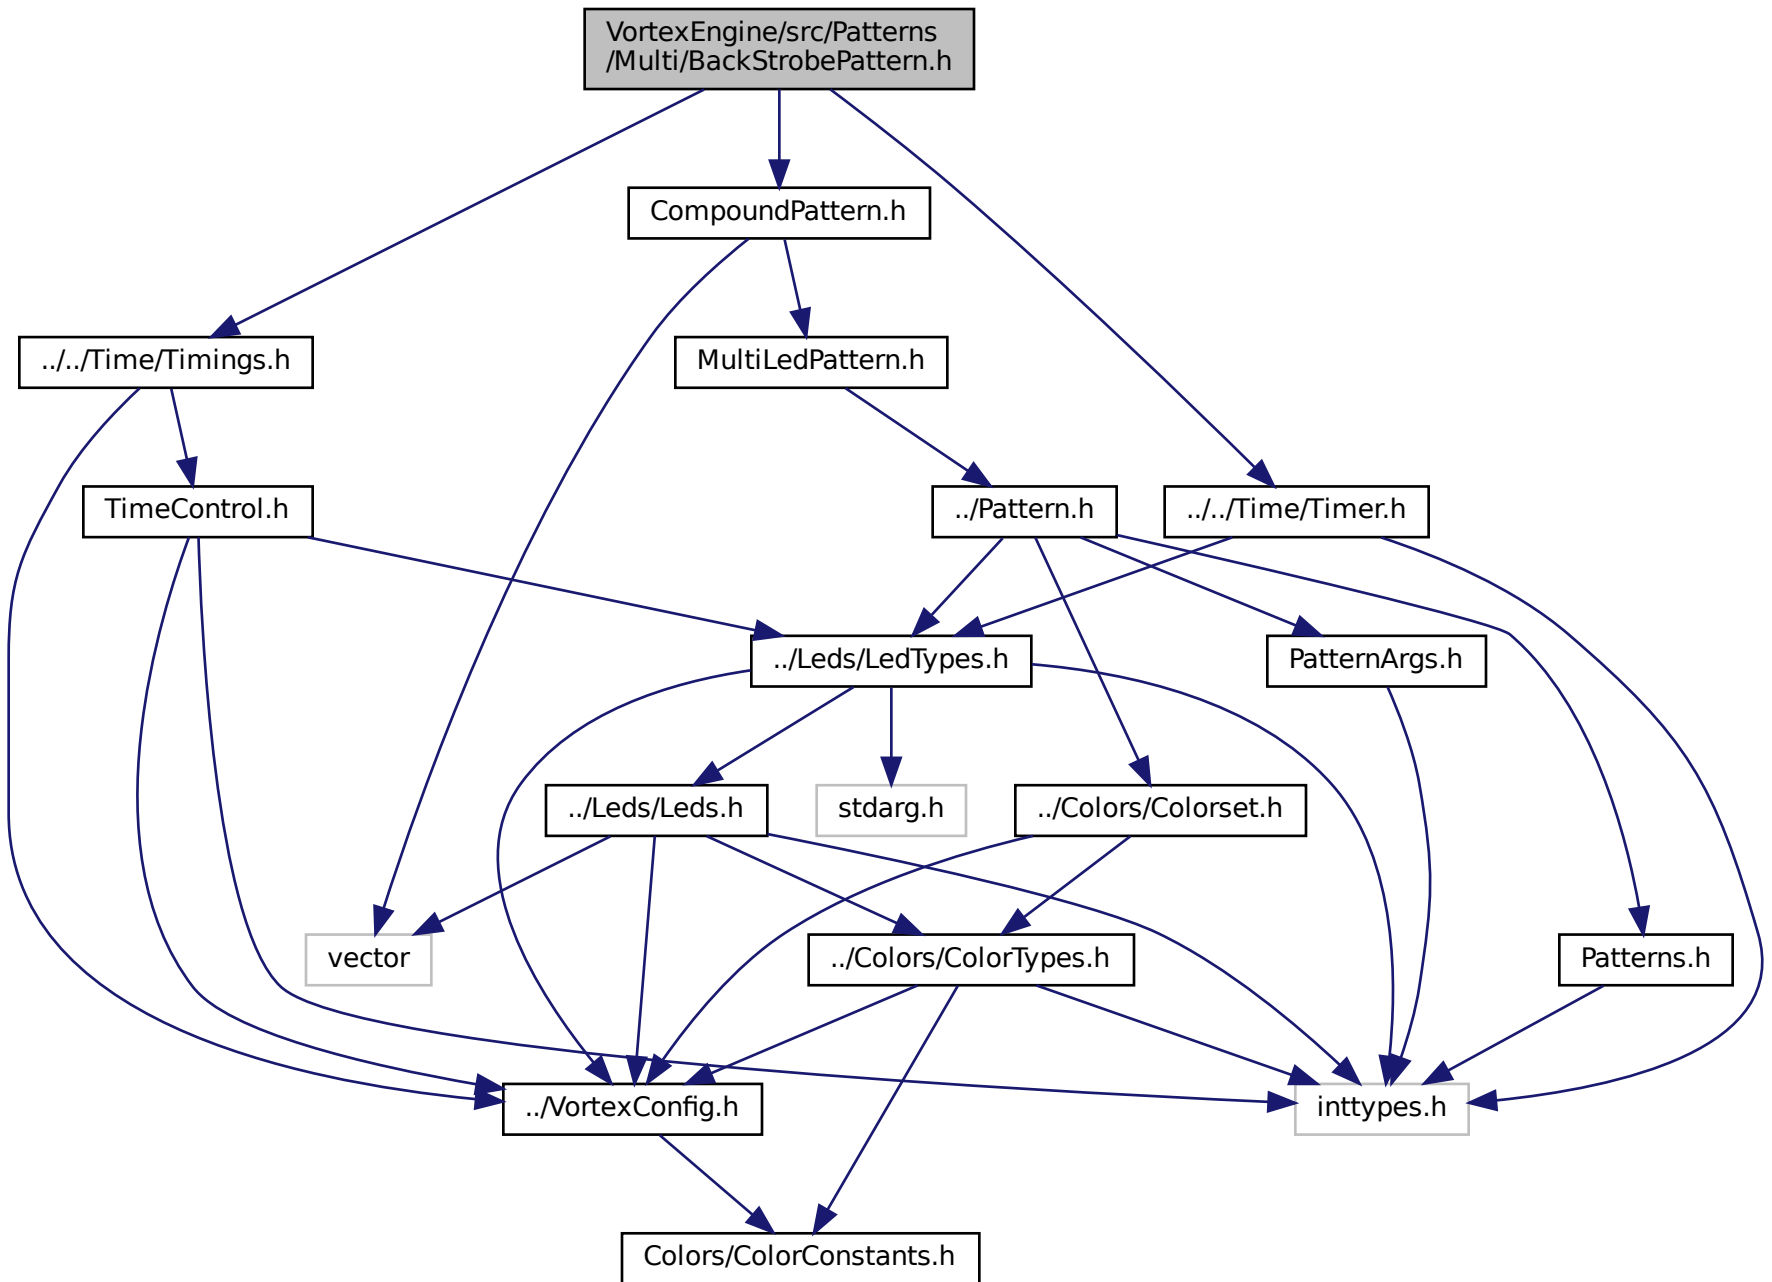 VortexEngine/src/Patterns
/Multi/BackStrobePattern.h
CompoundPattern.h
../../Time/Timings.h
MultiLedPattern.h
TimeControl.h
../Pattern.h
../../Time/Timer.h
../Leds/LedTypes.h
PatternArgs.h
../Leds/Leds.h
stdarg.h
../Colors/Colorset.h
vector
../Colors/ColorTypes.h
Patterns.h
../VortexConfig.h
inttypes.h
Colors/ColorConstants.h